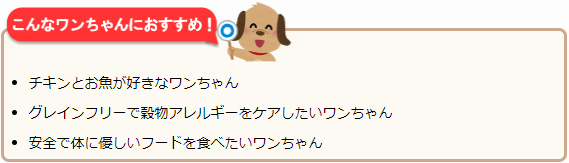 こんなワンちゃんにおすすめ！
チキンとお魚が好きなワンちゃん
グレインフリーで穀物アレルギーをケアしたいワンちゃん
安全で体に優しいフードを食べたいワンちゃん